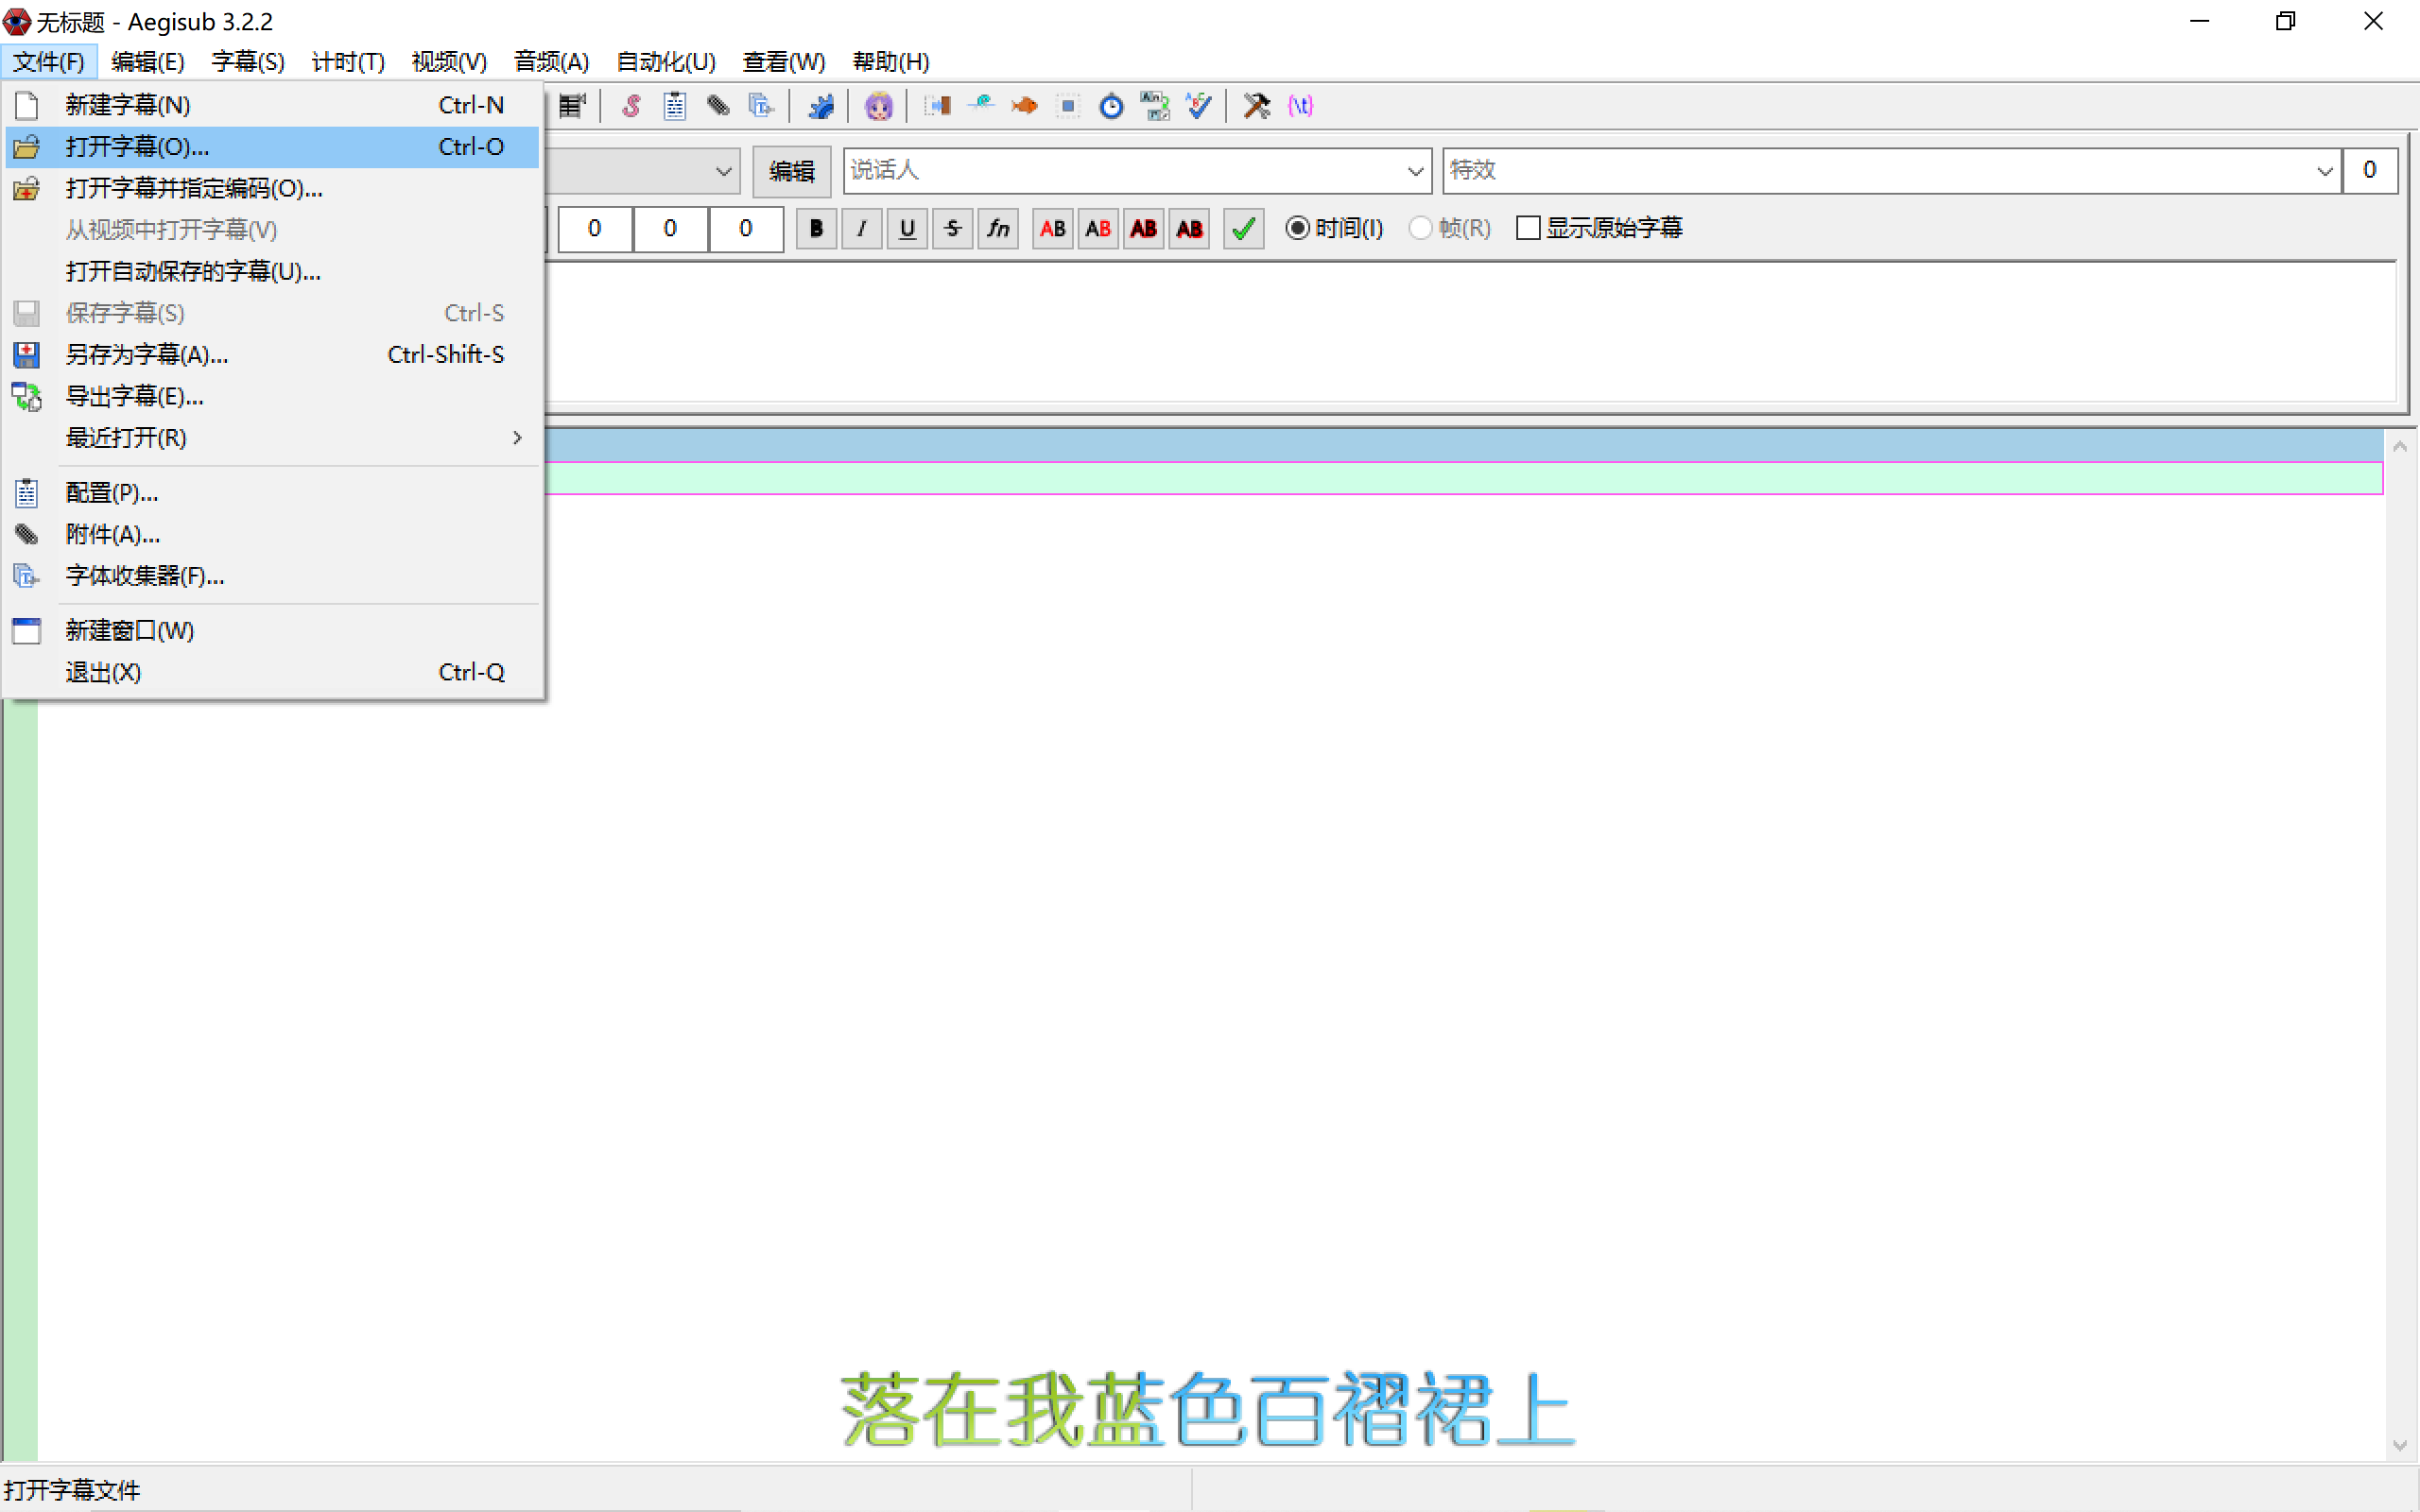 无标题 - Aegisub 3.2.2
文件(F) 编辑(E) 字幕(S) 计时(T) 视频(V) 音频(A) 自动化(U) 查看(W) 帮助(H)
新建字幕(N) Ctrl-N
打开字幕(O)... Ctrl-O
打开字幕并指定编码(O)...
从视频中打开字幕(V)
打开自动保存的字幕(U)...
保存字幕(S) Ctrl-S
另存为字幕(A)... Ctrl-Shift-S
导出字幕(E)...
最近打开(R)
配置(P)...
附件(A)...
字体收集器(F)...
新建窗口(W)
退出(X) Ctrl-Q
编辑 说话人 特效 0
0 0 0 B I U S fn AB AB AB AB 时间(I) 帧(R) 显示原始字幕
落在我蓝色百褶裙上
打开字幕文件